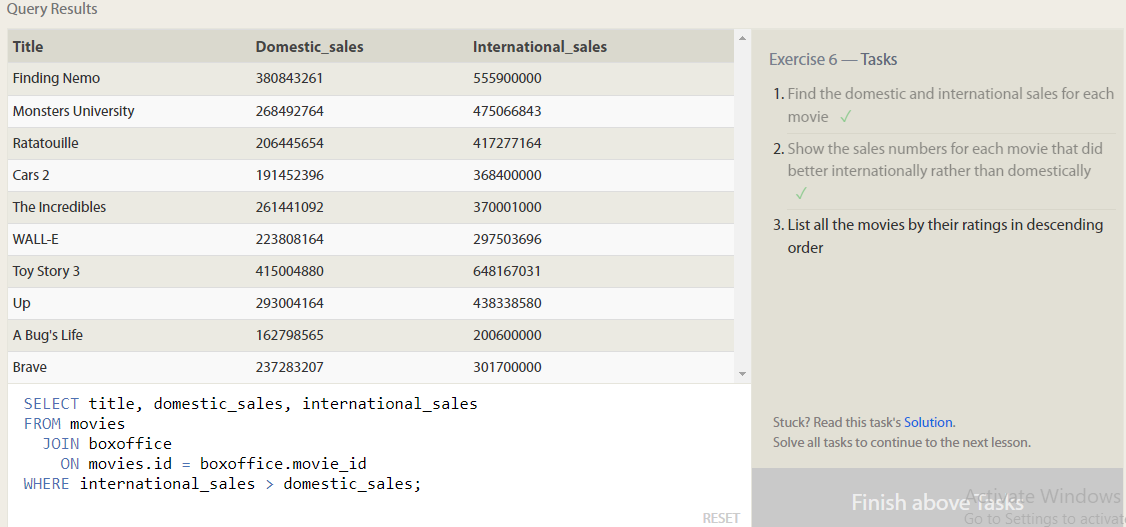 Query Results
Title Domestic_sales International_sales
Finding Nemo 380843261 555900000
Monsters University 268492764 475066843
Ratatouille 206445654 417277164
Cars 2 191452396 368400000
The Incredibles 261441092 370001000
WALL-E 223808164 297503696
Toy Story 3 415004880 648167031
Up 293004164 438338580
A Bug's Life 162798565 200600000
Brave 237283207 301700000
SELECT title, domestic_sales, international_sales
FROM movies
JOIN boxoffice
ON movies.id = boxoffice.movie_id
WHERE international_sales > domestic_sales;
RESET
Exercise 6 — Tasks
1. Find the domestic and international sales for each
movie ✓
2. Show the sales numbers for each movie that did
better internationally rather than domestically
✓
3. List all the movies by their ratings in descending
order
Stuck? Read this task's Solution.
Solve all tasks to continue to the next lesson.
Finish above Tasks
Activate Windows
Go to Settings to activat